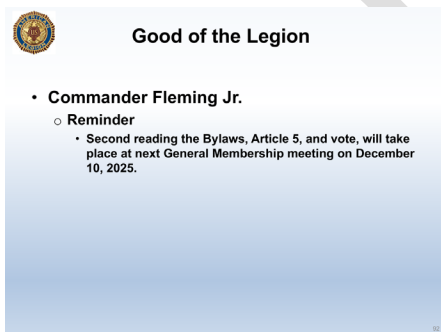 Good of the Legion
• Commander Fleming Jr.
o Reminder
• Second reading the Bylaws, Article 5, and vote, will take
place at next General Membership meeting on December
10, 2025.
92